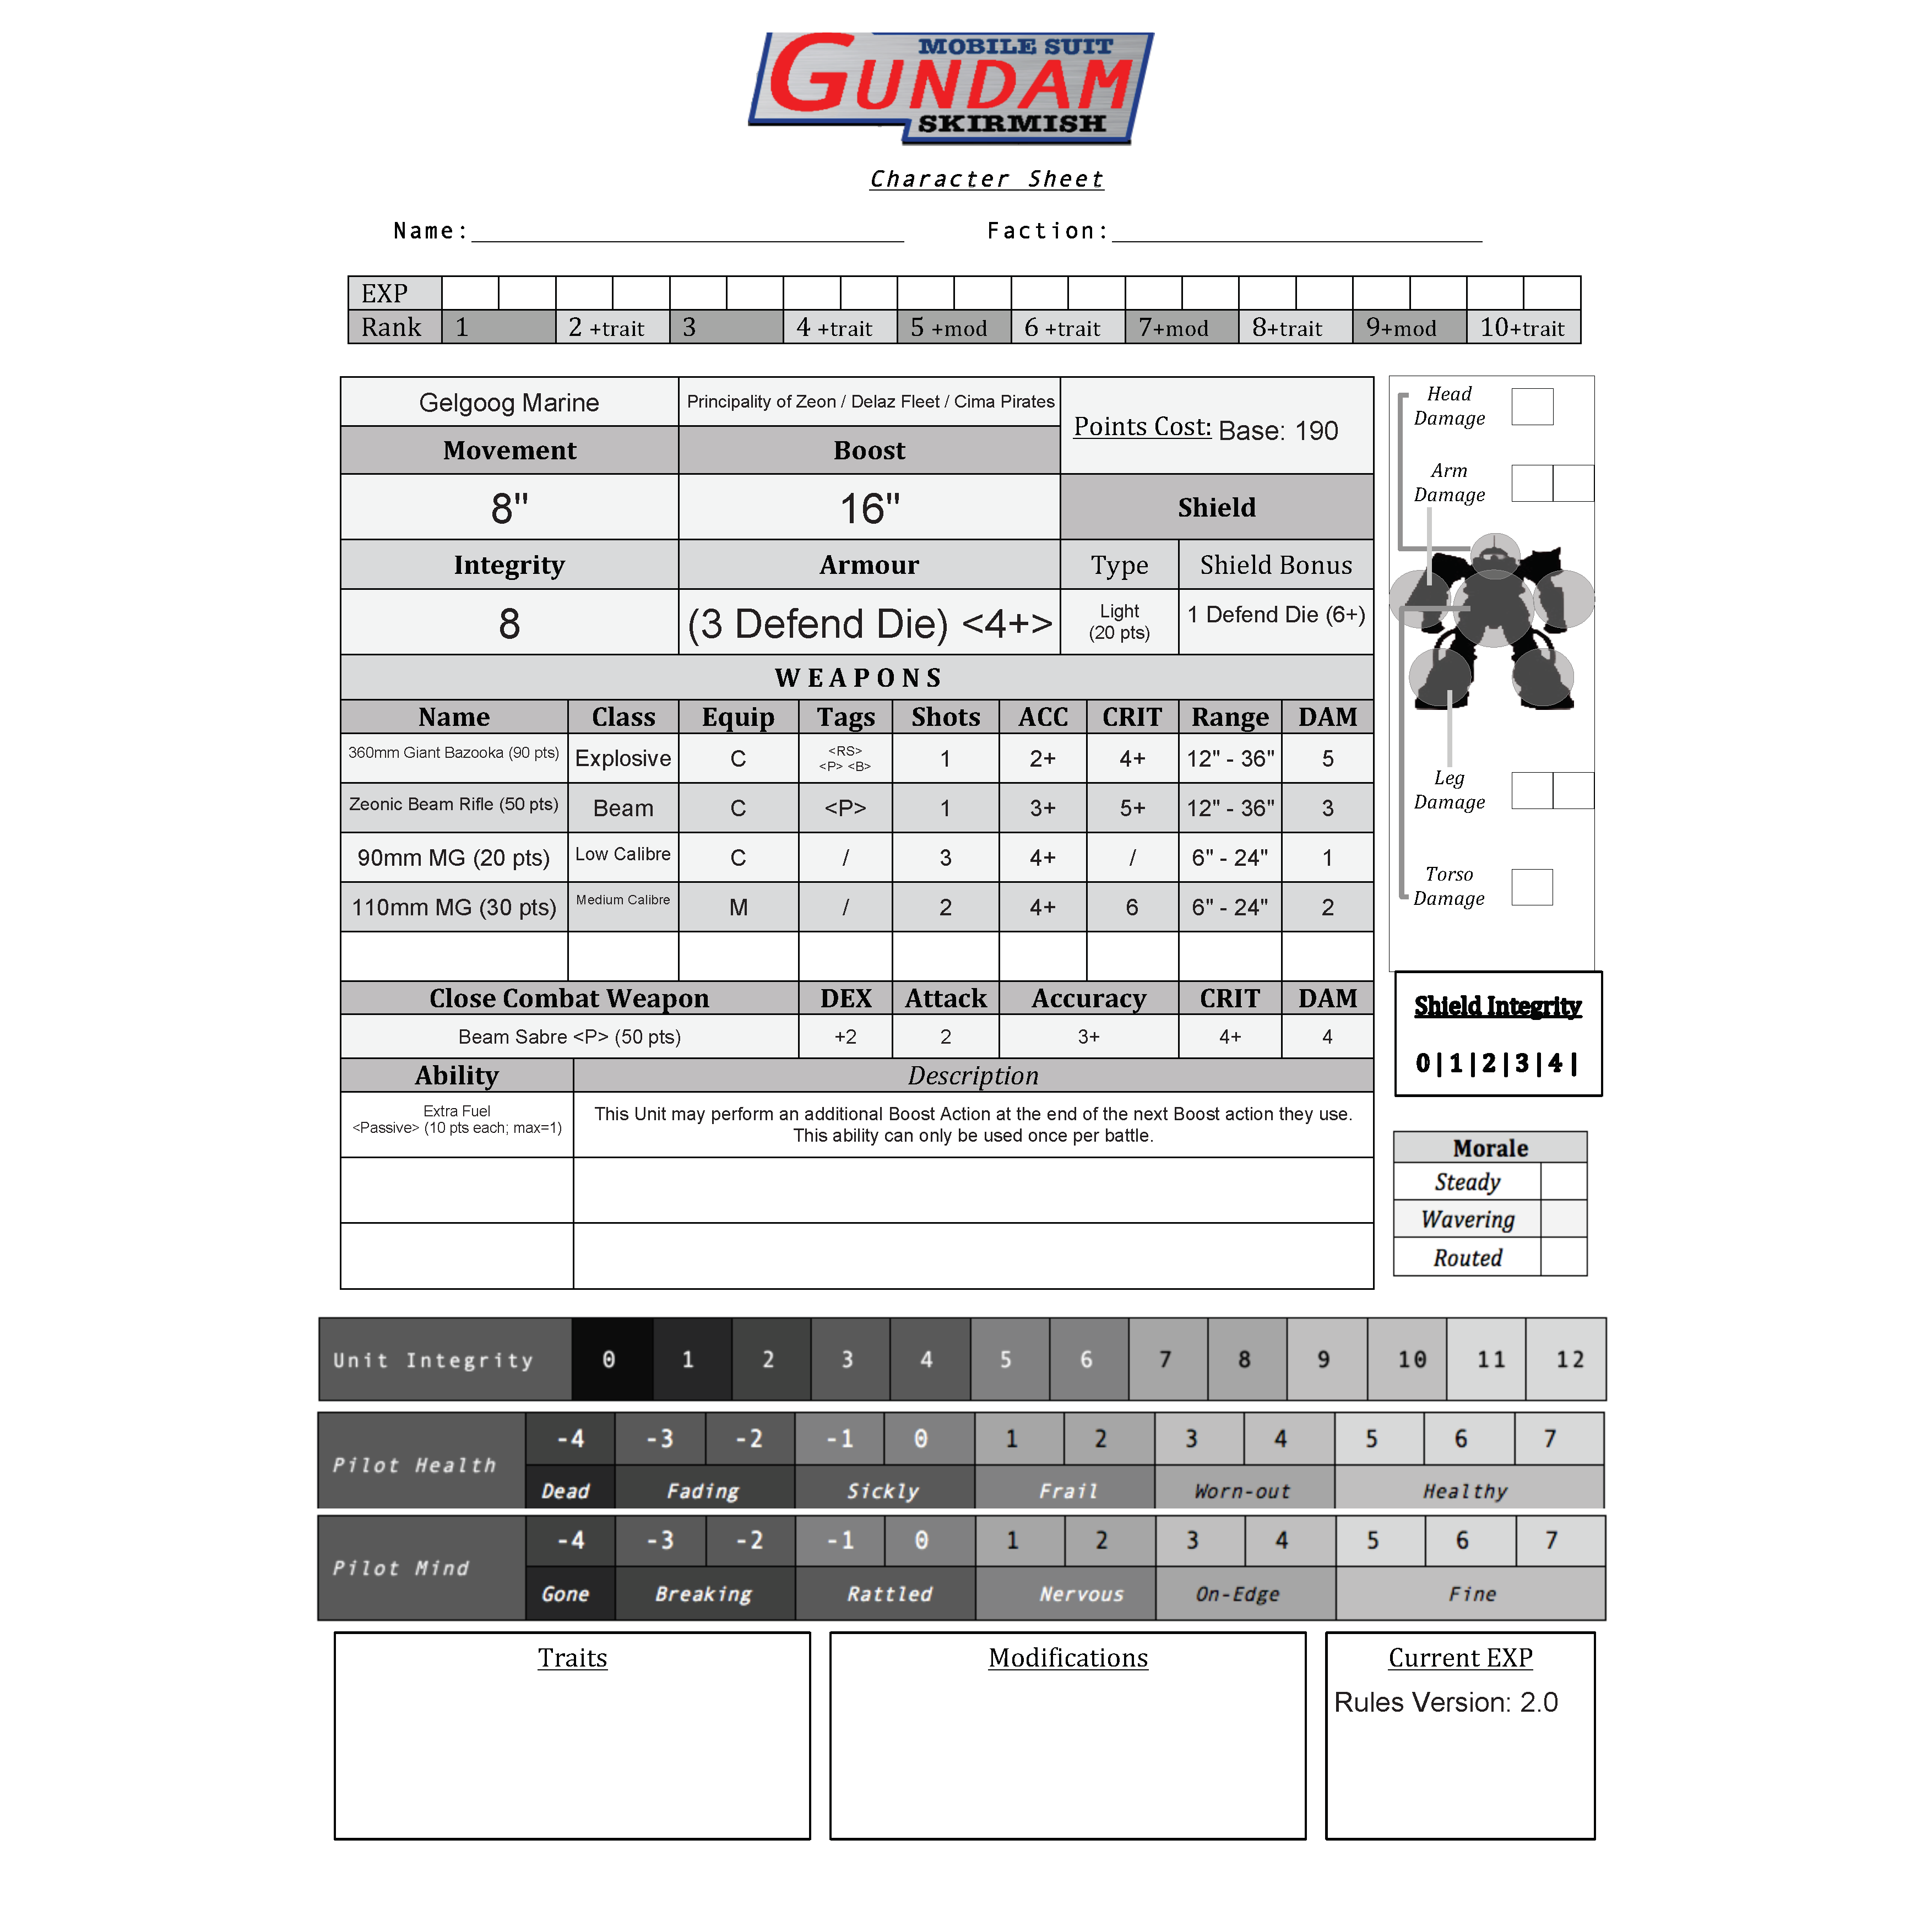 MOBILE SUIT
GUNDAM
SKIRMISH
Character Sheet
Name: Faction:
EXP
Rank 1 2 +trait 3 4 +trait 5 +mod 6 +trait 7+mod 8+trait 9+mod 10+trait
Gelgoog Marine Principality of Zeon / Delaz Fleet / Cima Pirates Points Cost: Base: 190
Movement Boost
8" 16" Shield
Integrity Armour Type Shield Bonus
8 (3 Defend Die) <4+> Light (20 pts) 1 Defend Die (6+)
WEAPONS
Name Class Equip Tags Shots ACC CRIT Range DAM
360mm Giant Bazooka (90 pts) Explosive C <RS> <P> <B> 1 2+ 4+ 12" - 36" 5
Zeonic Beam Rifle (50 pts) Beam C <P> 1 3+ 5+ 12" - 36" 3
90mm MG (20 pts) Low Calibre C / 3 4+ / 6" - 24" 1
110mm MG (30 pts) Medium Calibre M / 2 4+ 6 6" - 24" 2
Close Combat Weapon DEX Attack Accuracy CRIT DAM
Beam Sabre <P> (50 pts) +2 2 3+ 4+ 4
Ability Description
Extra Fuel
<Passive> (10 pts each; max=1)
This Unit may perform an additional Boost Action at the end of the next Boost action they use.
This ability can only be used once per battle.
Head
Damage
Arm
Damage
Leg
Damage
Torso
Damage
Shield Integrity
0|1|2|3|4|
Morale
Steady
Wavering
Routed
Unit Integrity 0 1 2 3 4 5 6 7 8 9 10 11 12
Pilot Health -4 -3 -2 -1 0 1 2 3 4 5 6 7
Dead Fading Sickly Frail Worn-out Healthy
Pilot Mind -4 -3 -2 -1 0 1 2 3 4 5 6 7
Gone Breaking Rattled Nervous On-Edge Fine
Traits Modifications Current EXP
Rules Version: 2.0